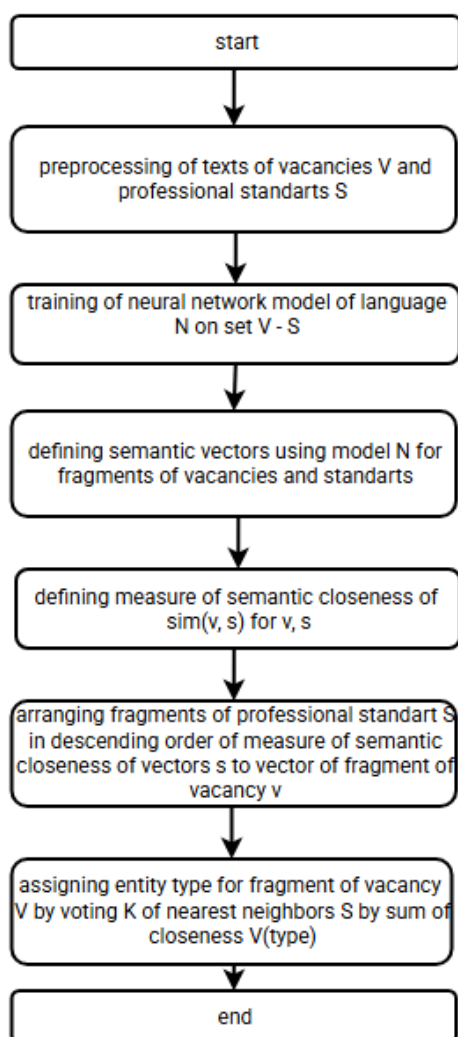 start
preprocessing of texts of vacancies V and
professional standarts S
training of neural network model of language
N on set V - S
defining semantic vectors using model N for
fragments of vacancies and standarts
defining measure of semantic closeness of
sim(v, s) for v, s
arranging fragments of professional standart S
in descending order of measure of semantic
closeness of vectors s to vector of fragment of
vacancy v
assigning entity type for fragment of vacancy
V by voting K of nearest neighbors S by sum of
closeness V(type)
end